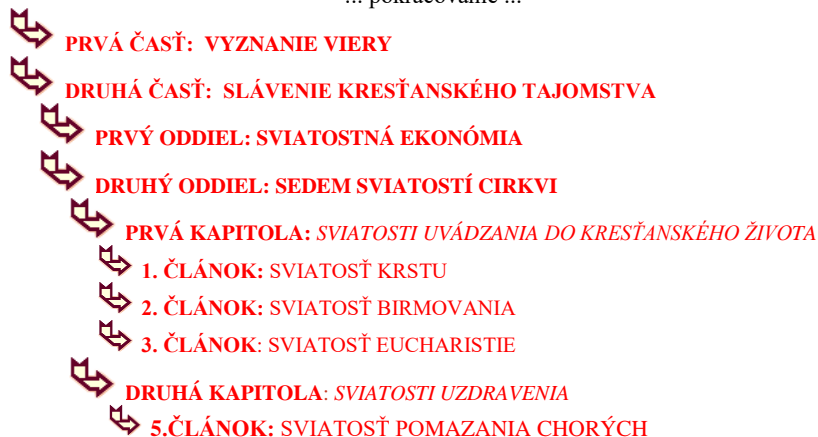 ... pokračovanie ...
PRVÁ ČASŤ: VYZNANIE VIERY
DRUHÁ ČASŤ: SLÁVENIE KRESŤANSKÉHO TAJOMSTVA
PRVÝ ODDIEL: SVIATOSTNÁ EKONÓMIA
DRUHÝ ODDIEL: SEDEM SVIATOSTÍ CIRKVI
PRVÁ KAPITOLA: SVIATOSTI UVÁDZANIA DO KRESŤANSKÉHO ŽIVOTA
1. ČLÁNOK: SVIATOSŤ KRSTU
2. ČLÁNOK: SVIATOSŤ BIRMOVANIA
3. ČLÁNOK: SVIATOSŤ EUCHARISTIE
DRUHÁ KAPITOLA: SVIATOSTI UZDRAVENIA
5.ČLÁNOK: SVIATOSŤ POMAZANIA CHORÝCH